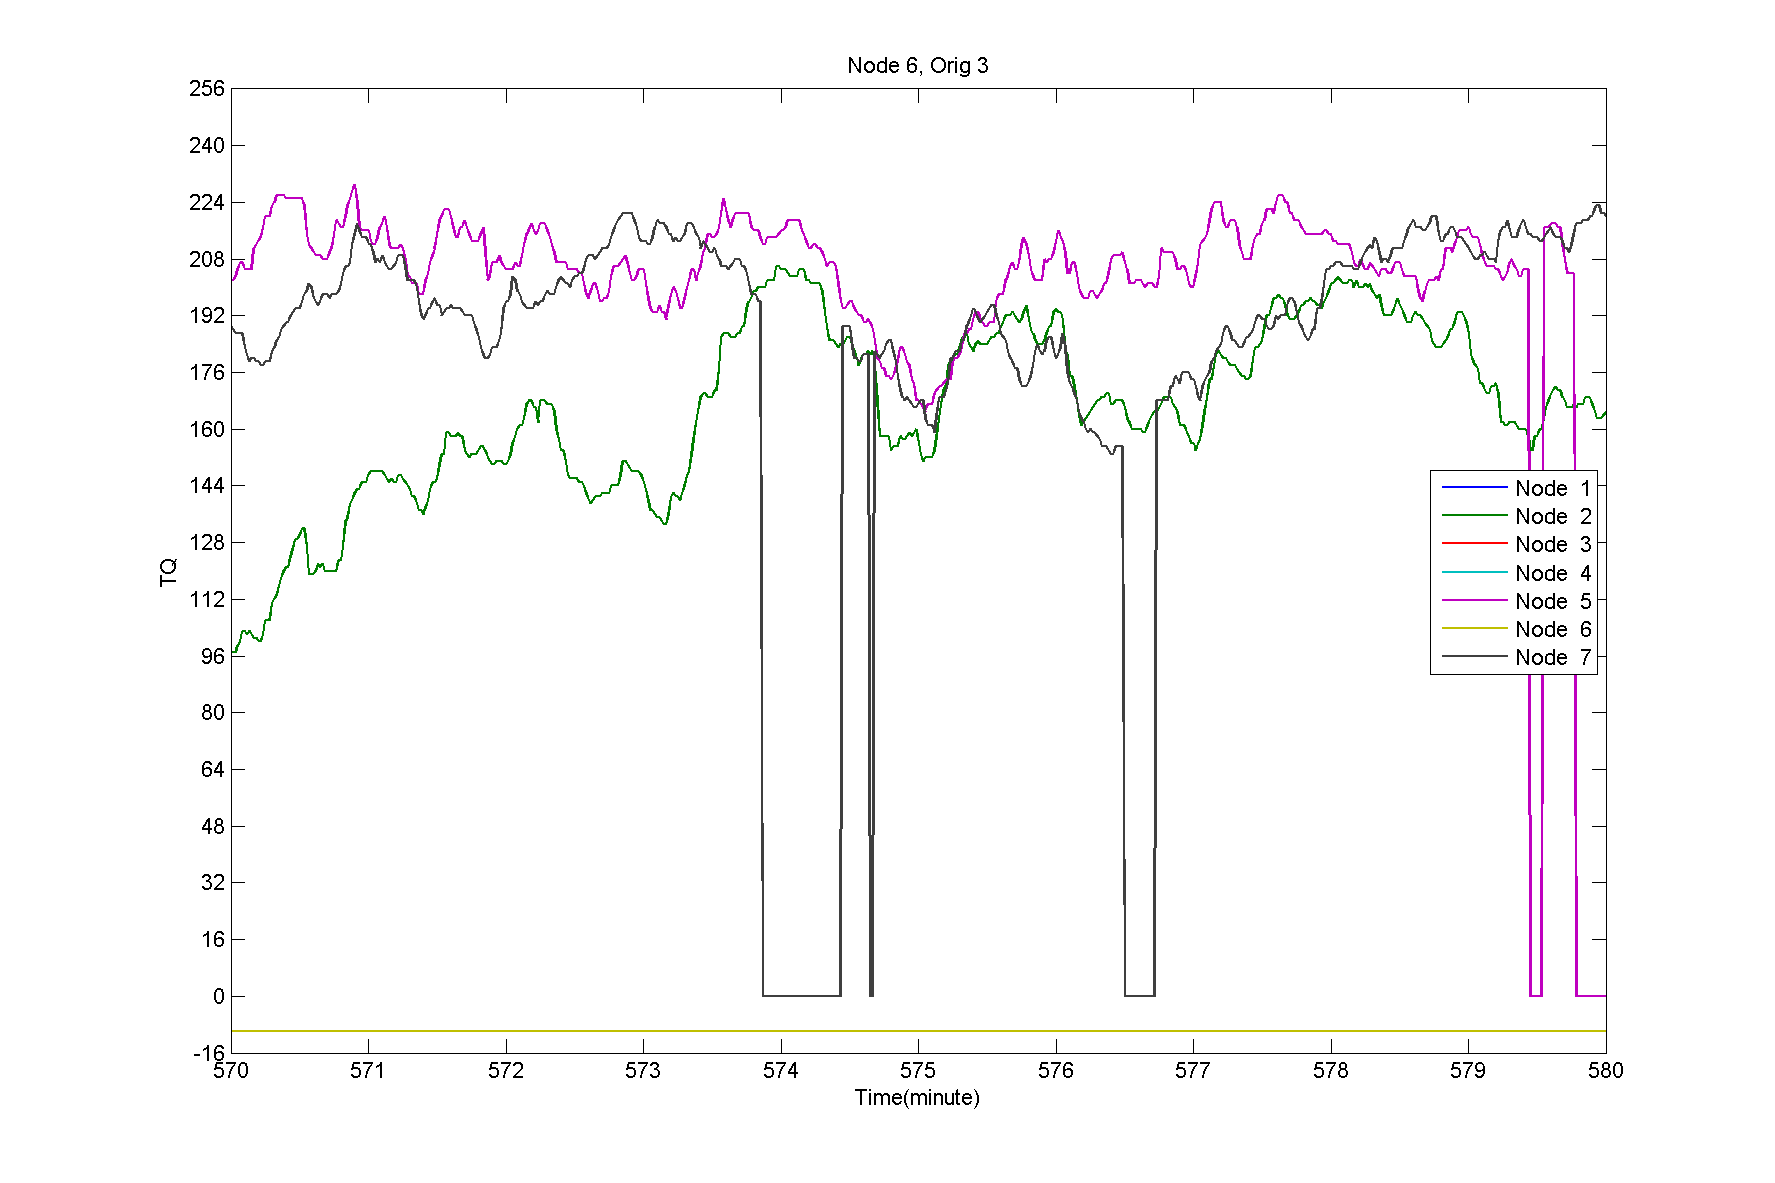 Node 6, Orig 3
256
240
224
208
192
176
160
144
128
112
96
80
64
48
32
16
0
-16
TQ
570 571 572 573 574 575 576 577 578 579 580
Time(minute)
Node 1
Node 2
Node 3
Node 4
Node 5
Node 6
Node 7